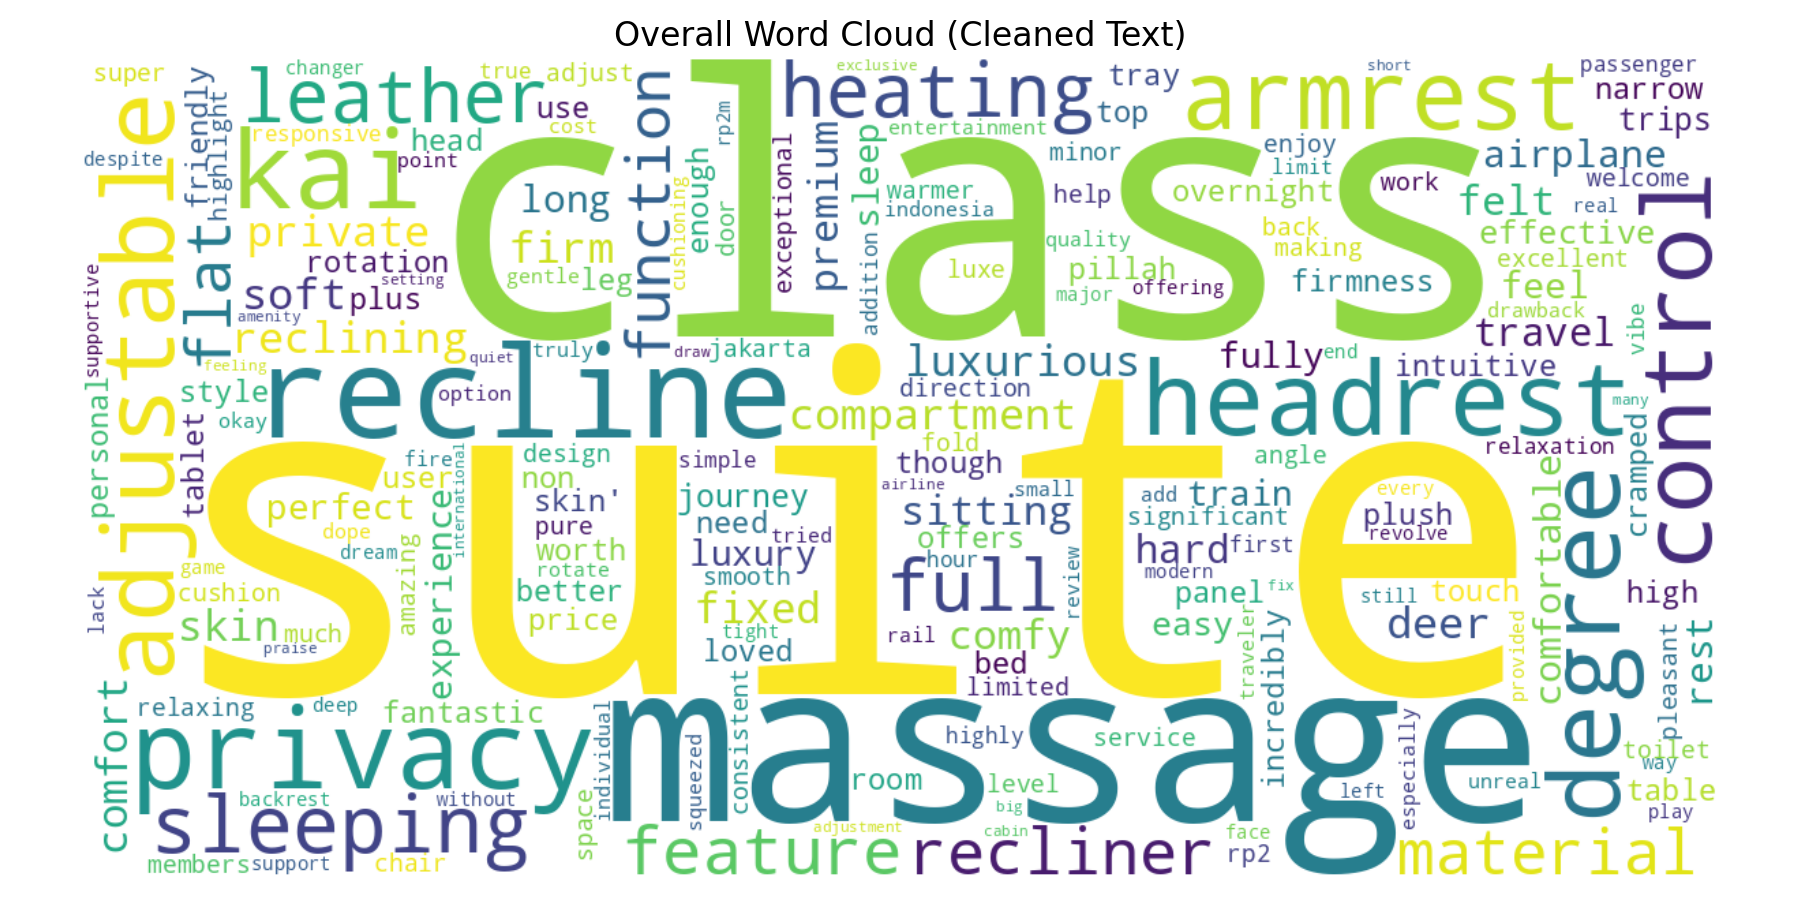 Overall Word Cloud (Cleaned Text)
super
changer
true
adjust
exclusive
short
passenger
leather
use
heating
tray
top
armrest
narrow
trips
friendly
highlight
responsive
head
cost
rp2m
entertainment
despite
kai
point
function
class
minor
enjoy
limit
airplane
welcome
long
enough
exceptional
premium
sleep
warmer
indonesia
help
overnight
work
felt
real
adjustable
flat
private
firm
cushioning
door
quality
back
making
effective
rotation
setting
gentle
leg
addition
luxe
pillah
firmness
excellent
soft
plus
major
offering
feel
control
supportive
amenity
drawback
reclining
quiet
truly
draw
jakarta
luxurious
fully
end
travel
vibe
feeling
intuitive
style
recline
option
direction
headrest
many
personal
tablet
okay
compartment
fire
international
design
simple
fold
though
angle
relaxation
cramped
user
non
airline
small
every
perfect
skin'
journey
sitting
add
train
plush
comfortable
degree
dope
pure
need
tried
offers
significant
revolve
dream
experience
worth
luxury
hour
hard
first
game
amazing
rotate
smooth
full
review
modern
suite
lack
cushion
better
panel
fix
still
touch
high
skin
much
price
fixed
easy
deer
praise
tight
loved
rail
comfy
traveler
incredibly
provided
pleasant
rest
bed
limited
comfort
relaxing
deep
fantastic
individual
consistent
privacy
massage
highly
service
especially
toilet
way
squeezed
room
level
left
unreal
table
backrest
without
space
big
play
sleeping
adjustment
cabin
face
members
support
chair
feature
recliner
rp2
material